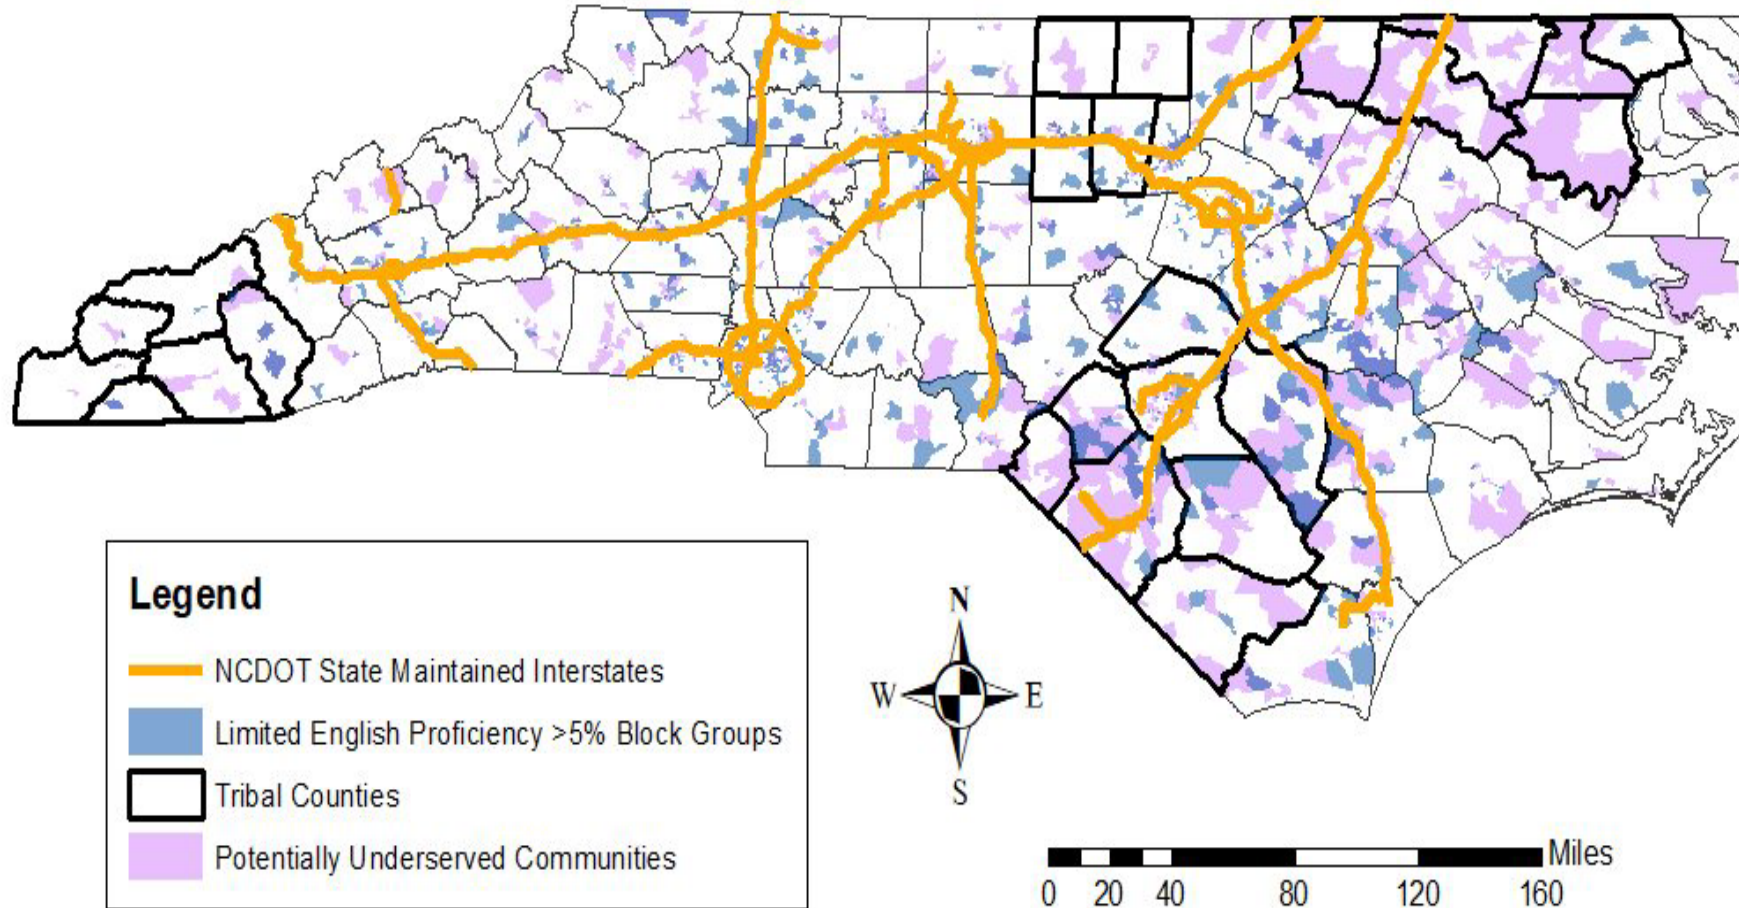 Legend
NCDOT State Maintained Interstates
Limited English Proficiency >5% Block Groups
Tribal Counties
Potentially Underserved Communities
N
W E
S
Miles
0 20 40 80 120 160